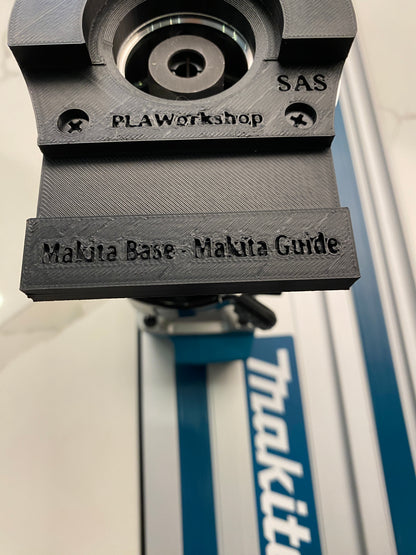 SAS
PLAWorkshop
Makita Base - Makita Guide
Makita